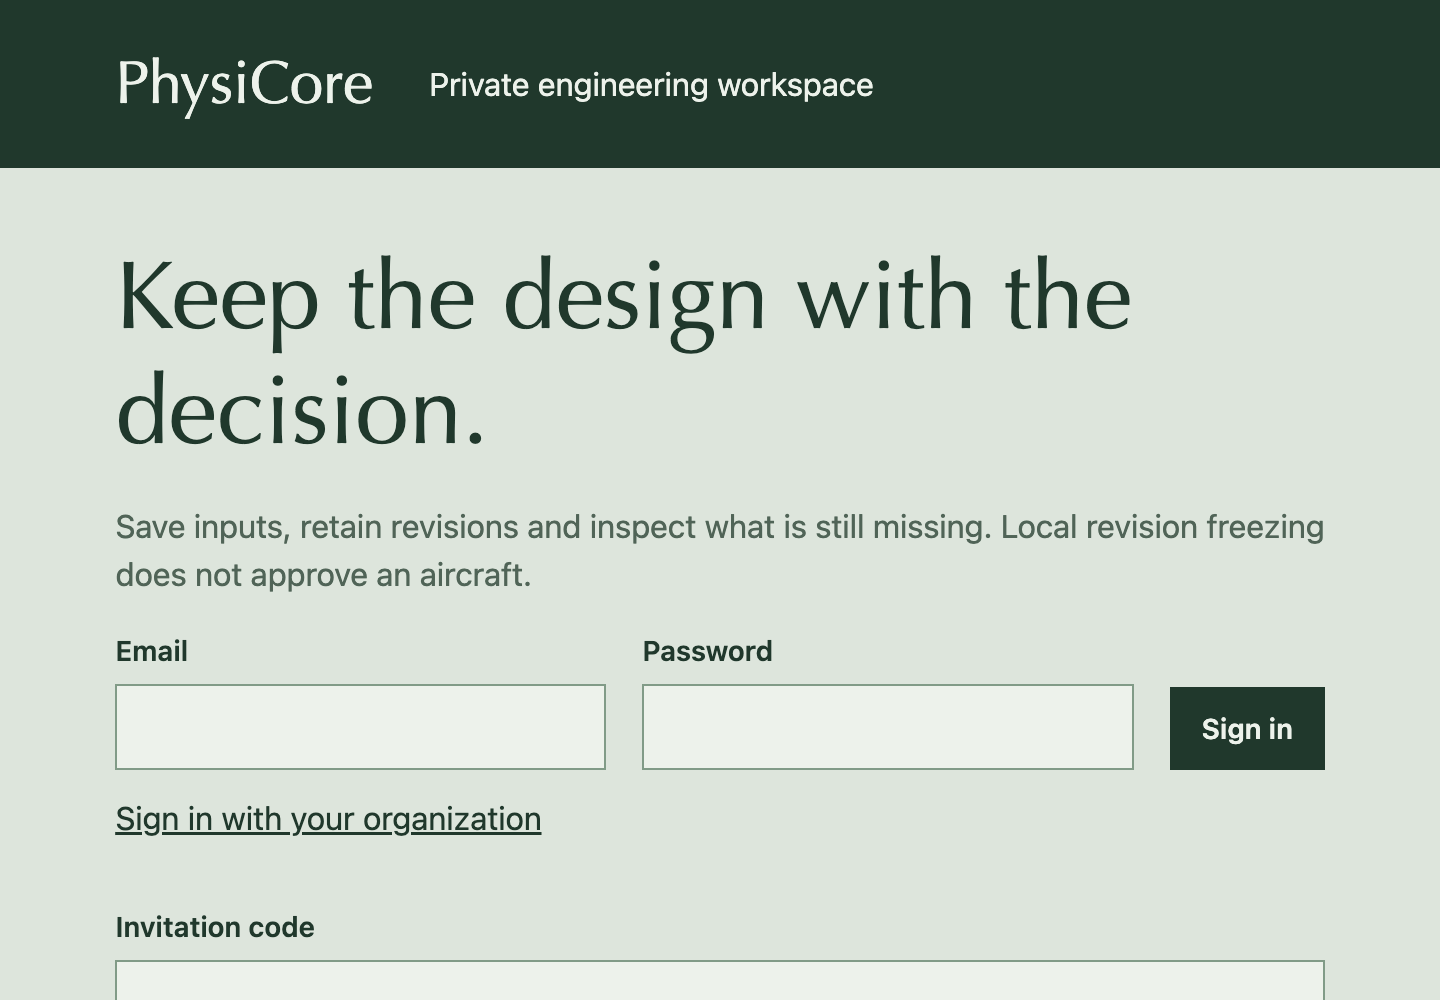 PhysiCore
Private engineering workspace
Keep the design with the
decision.
Save inputs, retain revisions and inspect what is still missing. Local revision freezing
does not approve an aircraft.
Email
Password
Sign in
Sign in with your organization
Invitation code